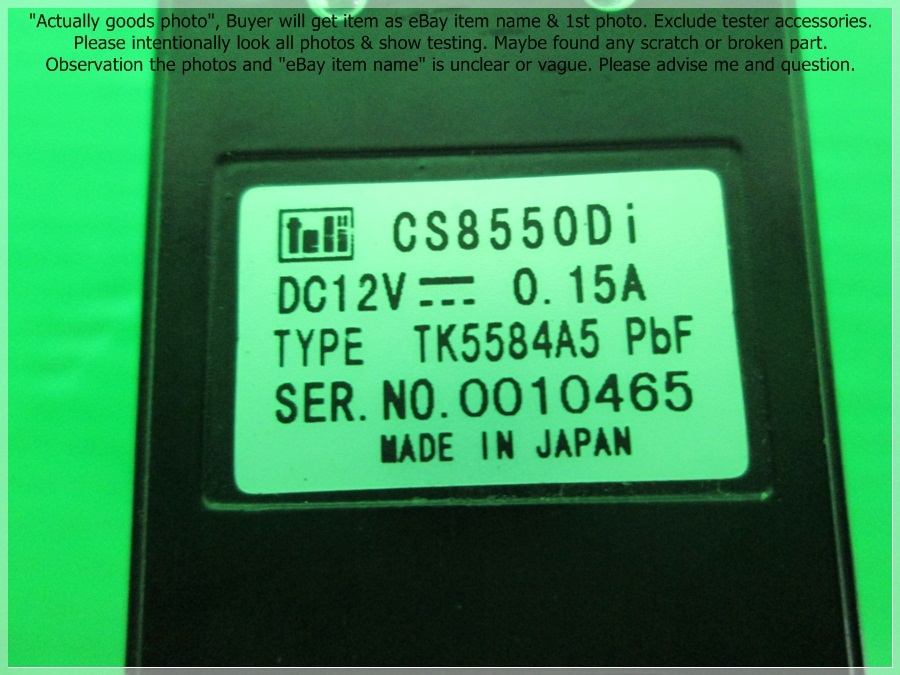 "Actually goods photo", Buyer will get item as eBay item name & 1st photo. Exclude tester accessories.
Please intentionally look all photos & show testing. Maybe found any scratch or broken part.
Observation the photos and "eBay item name" is unclear or vague. Please advise me and question.
teli CS8550Di
DC12V ⎓ 0.15A
TYPE TK5584A5 PbF
SER. NO. 0010465
MADE IN JAPAN